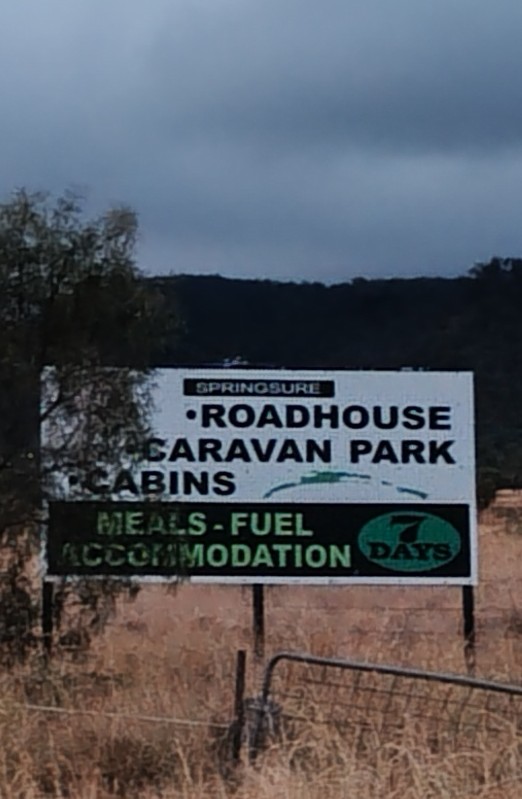 SPRINGSURE
•ROADHOUSE
•CARAVAN PARK
•CABINS
MEALS - FUEL
ACCOMMODATION
7
DAYS